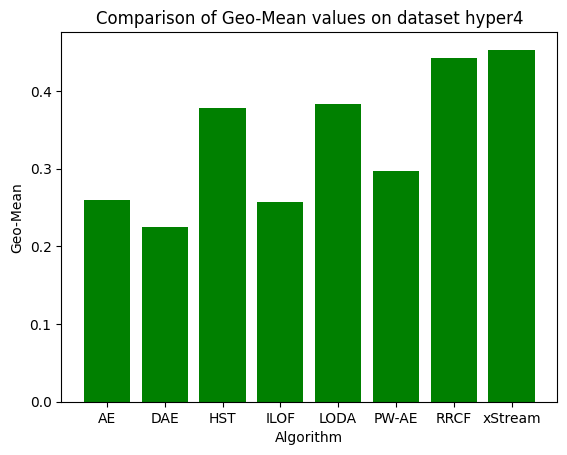 Comparison of Geo-Mean values on dataset hyper4
Geo-Mean
0.4
0.3
0.2
0.1
0.0
AE DAE HST ILOF LODA PW-AE RRCF xStream
Algorithm